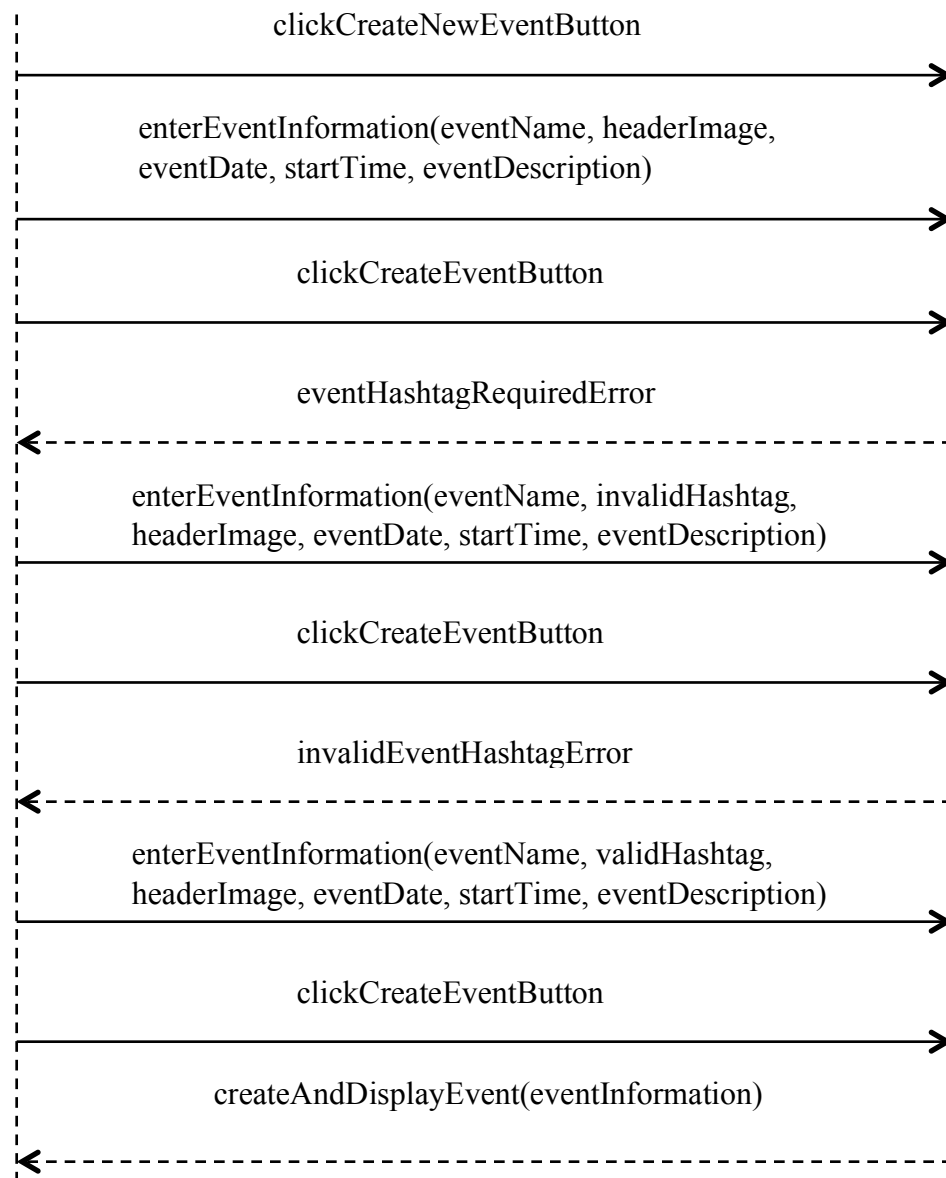 clickCreateNewEventButton
enterEventInformation(eventName, headerImage,
eventDate, startTime, eventDescription)
clickCreateEventButton
eventHashtagRequiredError
enterEventInformation(eventName, invalidHashtag,
headerImage, eventDate, startTime, eventDescription)
clickCreateEventButton
invalidEventHashtagError
enterEventInformation(eventName, validHashtag,
headerImage, eventDate, startTime, eventDescription)
clickCreateEventButton
createAndDisplayEvent(eventInformation)